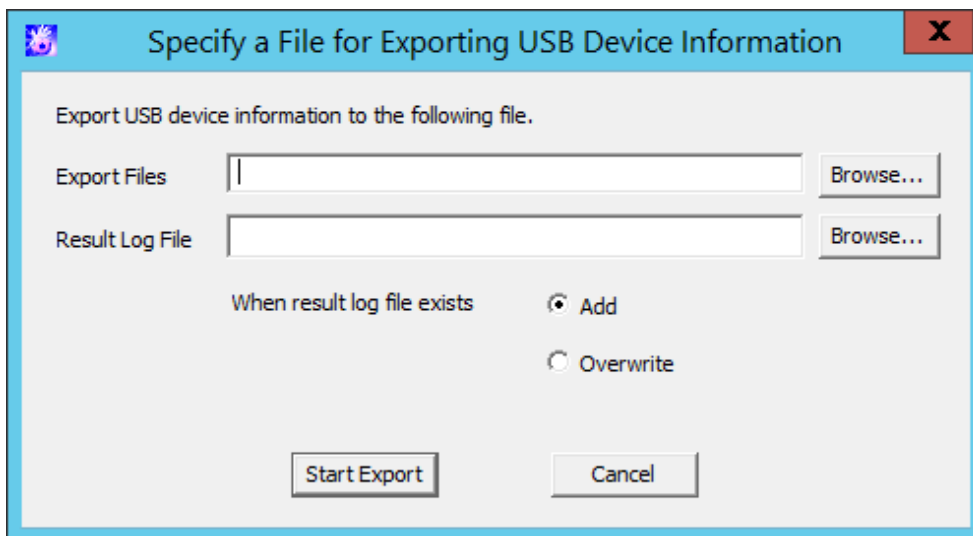 Specify a File for Exporting USB Device Information
X
Export USB device information to the following file.
Export Files
Browse...
Result Log File
Browse...
When result log file exists
Add
Overwrite
Start Export
Cancel